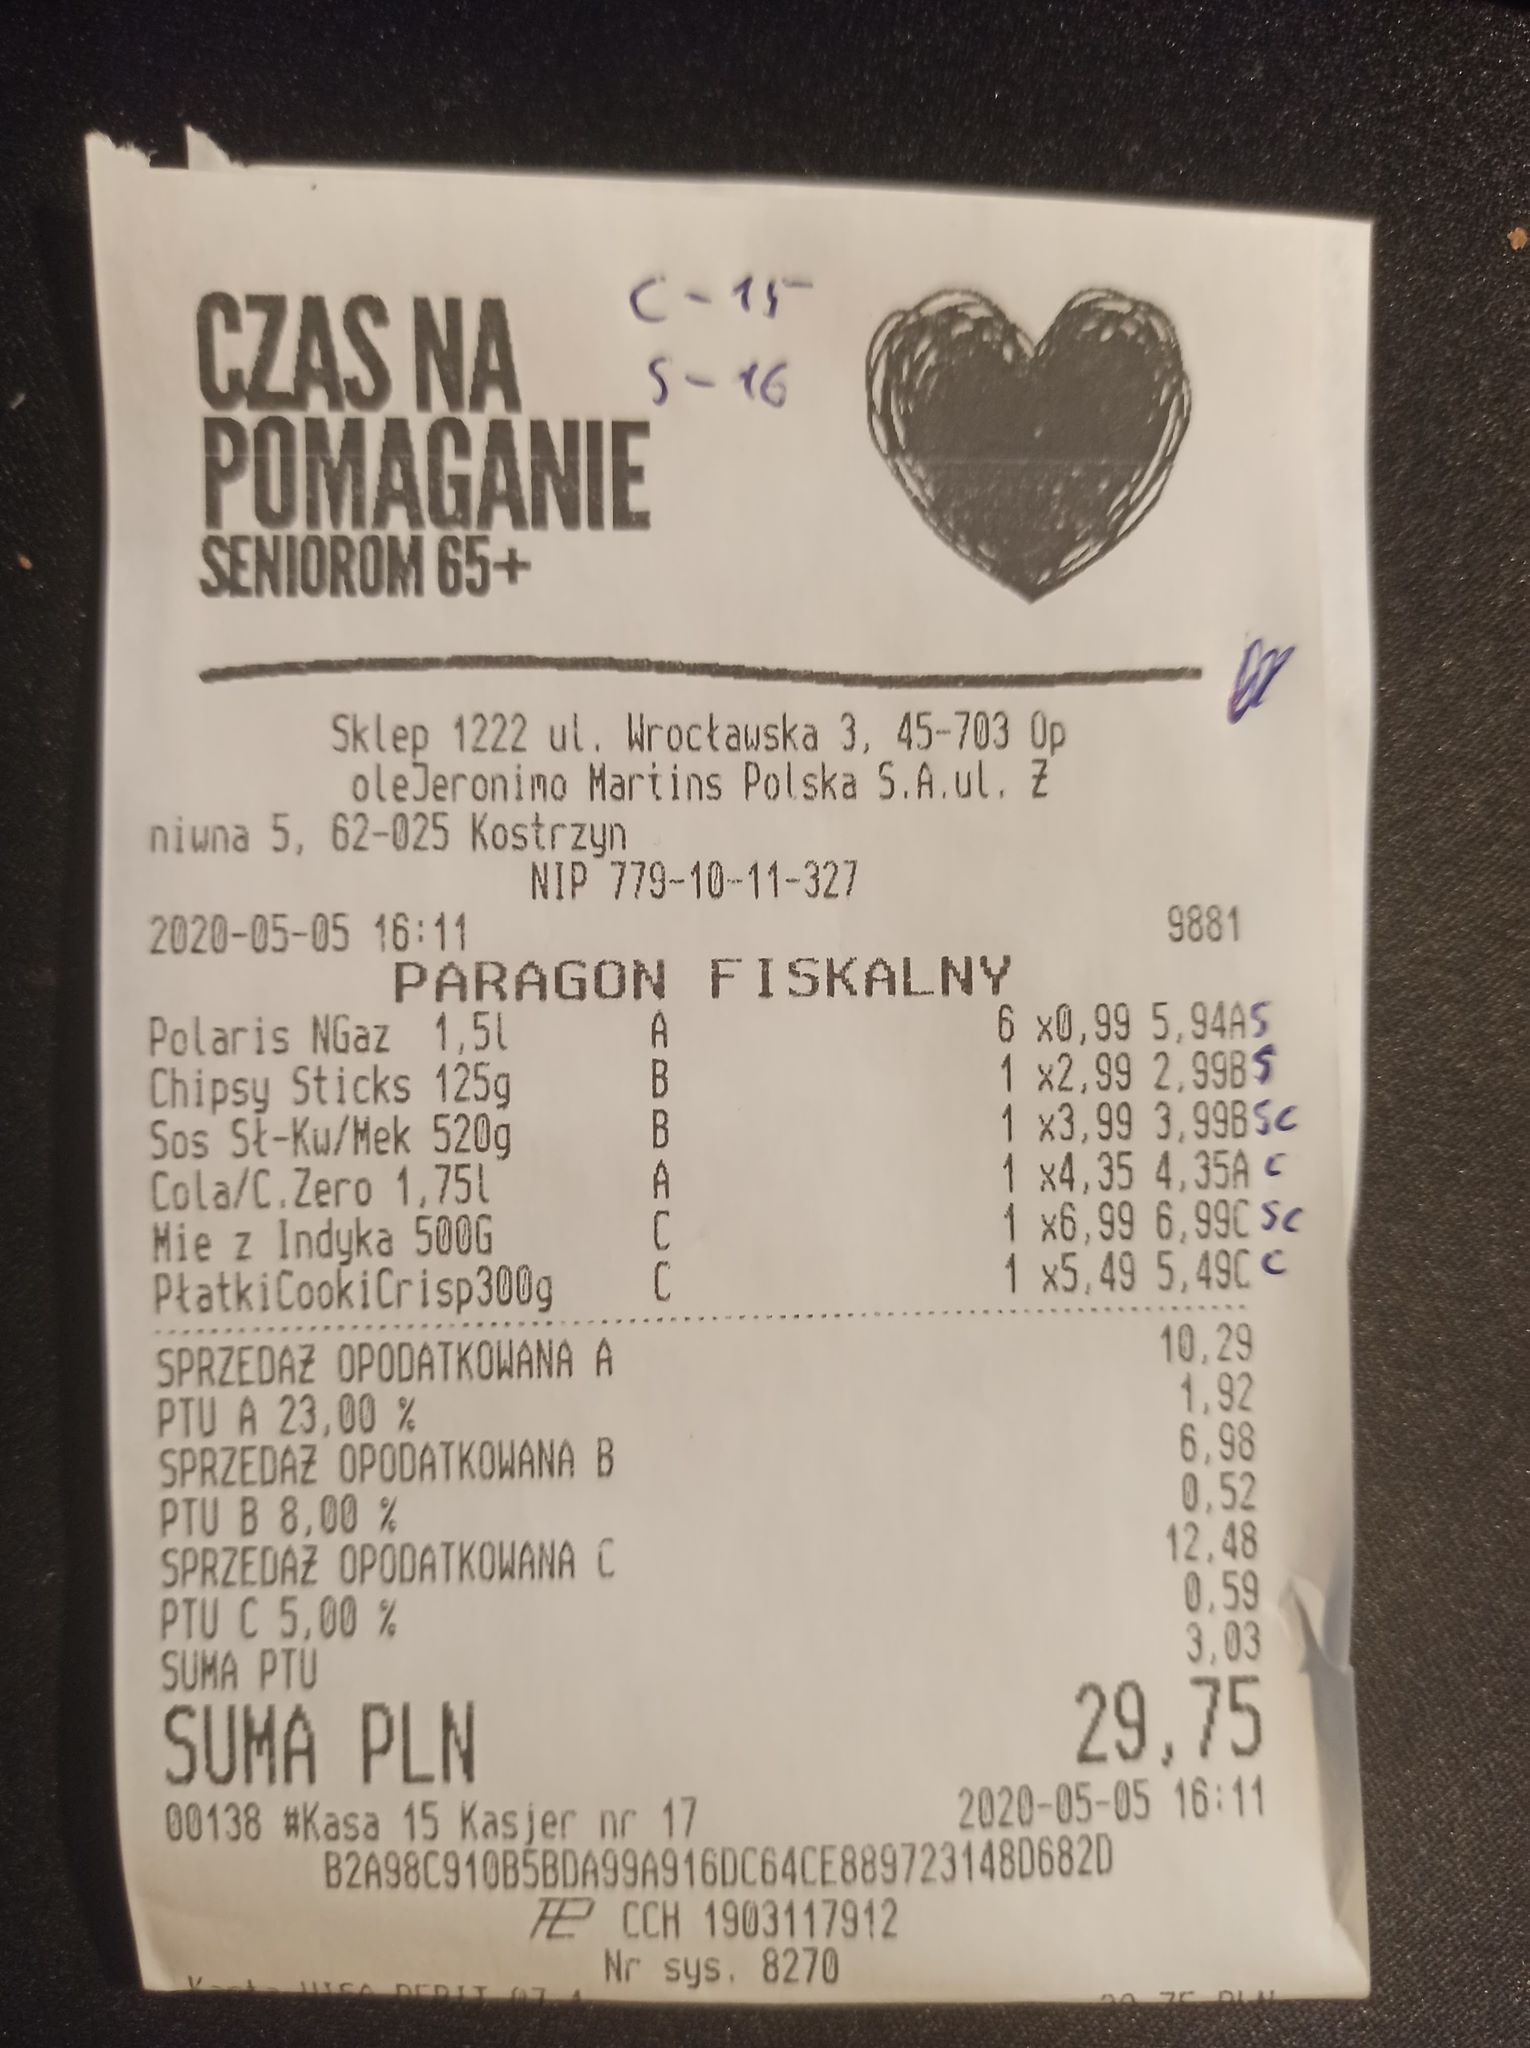 CZAS NA
POMAGANIE
SENIOROM 65+
C - 15
S - 16
Sklep 1222 ul. Wrocławska 3, 45-703 Op
oleJeronimo Martins Polska S.A.ul. Ż
niwna 5, 62-025 Kostrzyn
NIP 779-10-11-327
2020-05-05 16:11 9881
PARAGON FISKALNY
Polaris NGaz 1,5l A 6 x0,99 5,94A S
Chipsy Sticks 125g B 1 x2,99 2,99B S
Sos Sł-Kw/Mek 520g B 1 x3,99 3,99B SC
Cola/C.Zero 1,75l A 1 x4,35 4,35A C
Mie z Indyka 500G C 1 x6,99 6,99C SC
PłatkiCookiCrisp300g C 1 x5,49 5,49C C
SPRZEDAŻ OPODATKOWANA A 10,29
PTU A 23,00 % 1,92
SPRZEDAŻ OPODATKOWANA B 6,98
PTU B 8,00 % 0,52
SPRZEDAŻ OPODATKOWANA C 12,48
PTU C 5,00 % 0,59
SUMA PTU 3,03
SUMA PLN 29,75
00138 #Kasa 15 Kasjer nr 17 2020-05-05 16:11
B2A98C910B5BDA99A916DC64CE889723148D682D
CCH 1903117912
Nr sys. 8270